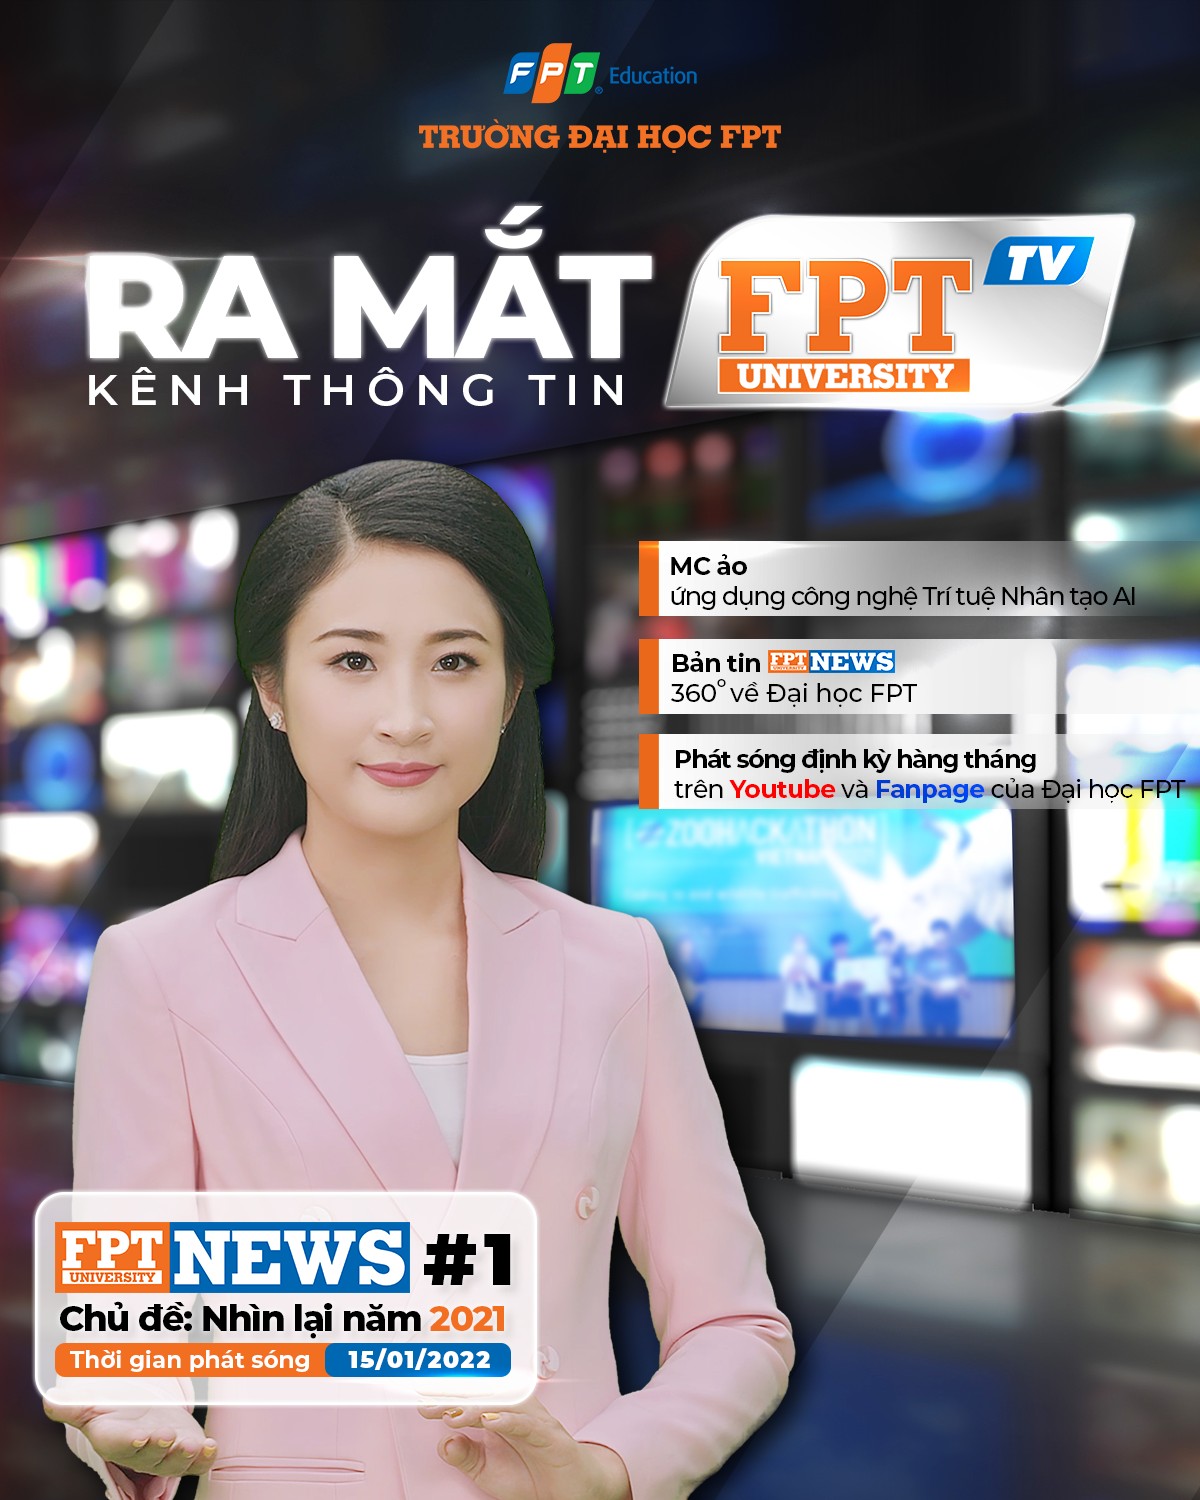 FPT Education
TRƯỜNG ĐẠI HỌC FPT
RA MẮT
KÊNH THÔNG TIN
FPT TV
UNIVERSITY
MC ảo
ứng dụng công nghệ Trí tuệ Nhân tạo AI
Bản tin FPT UNIVERSITY NEWS
360° về Đại học FPT
Phát sóng định kỳ hàng tháng
trên Youtube và Fanpage của Đại học FPT
ZOOHACKATHON
VIETNAM
FPT UNIVERSITY NEWS #1
Chủ đề: Nhìn lại năm 2021
Thời gian phát sóng 15/01/2022